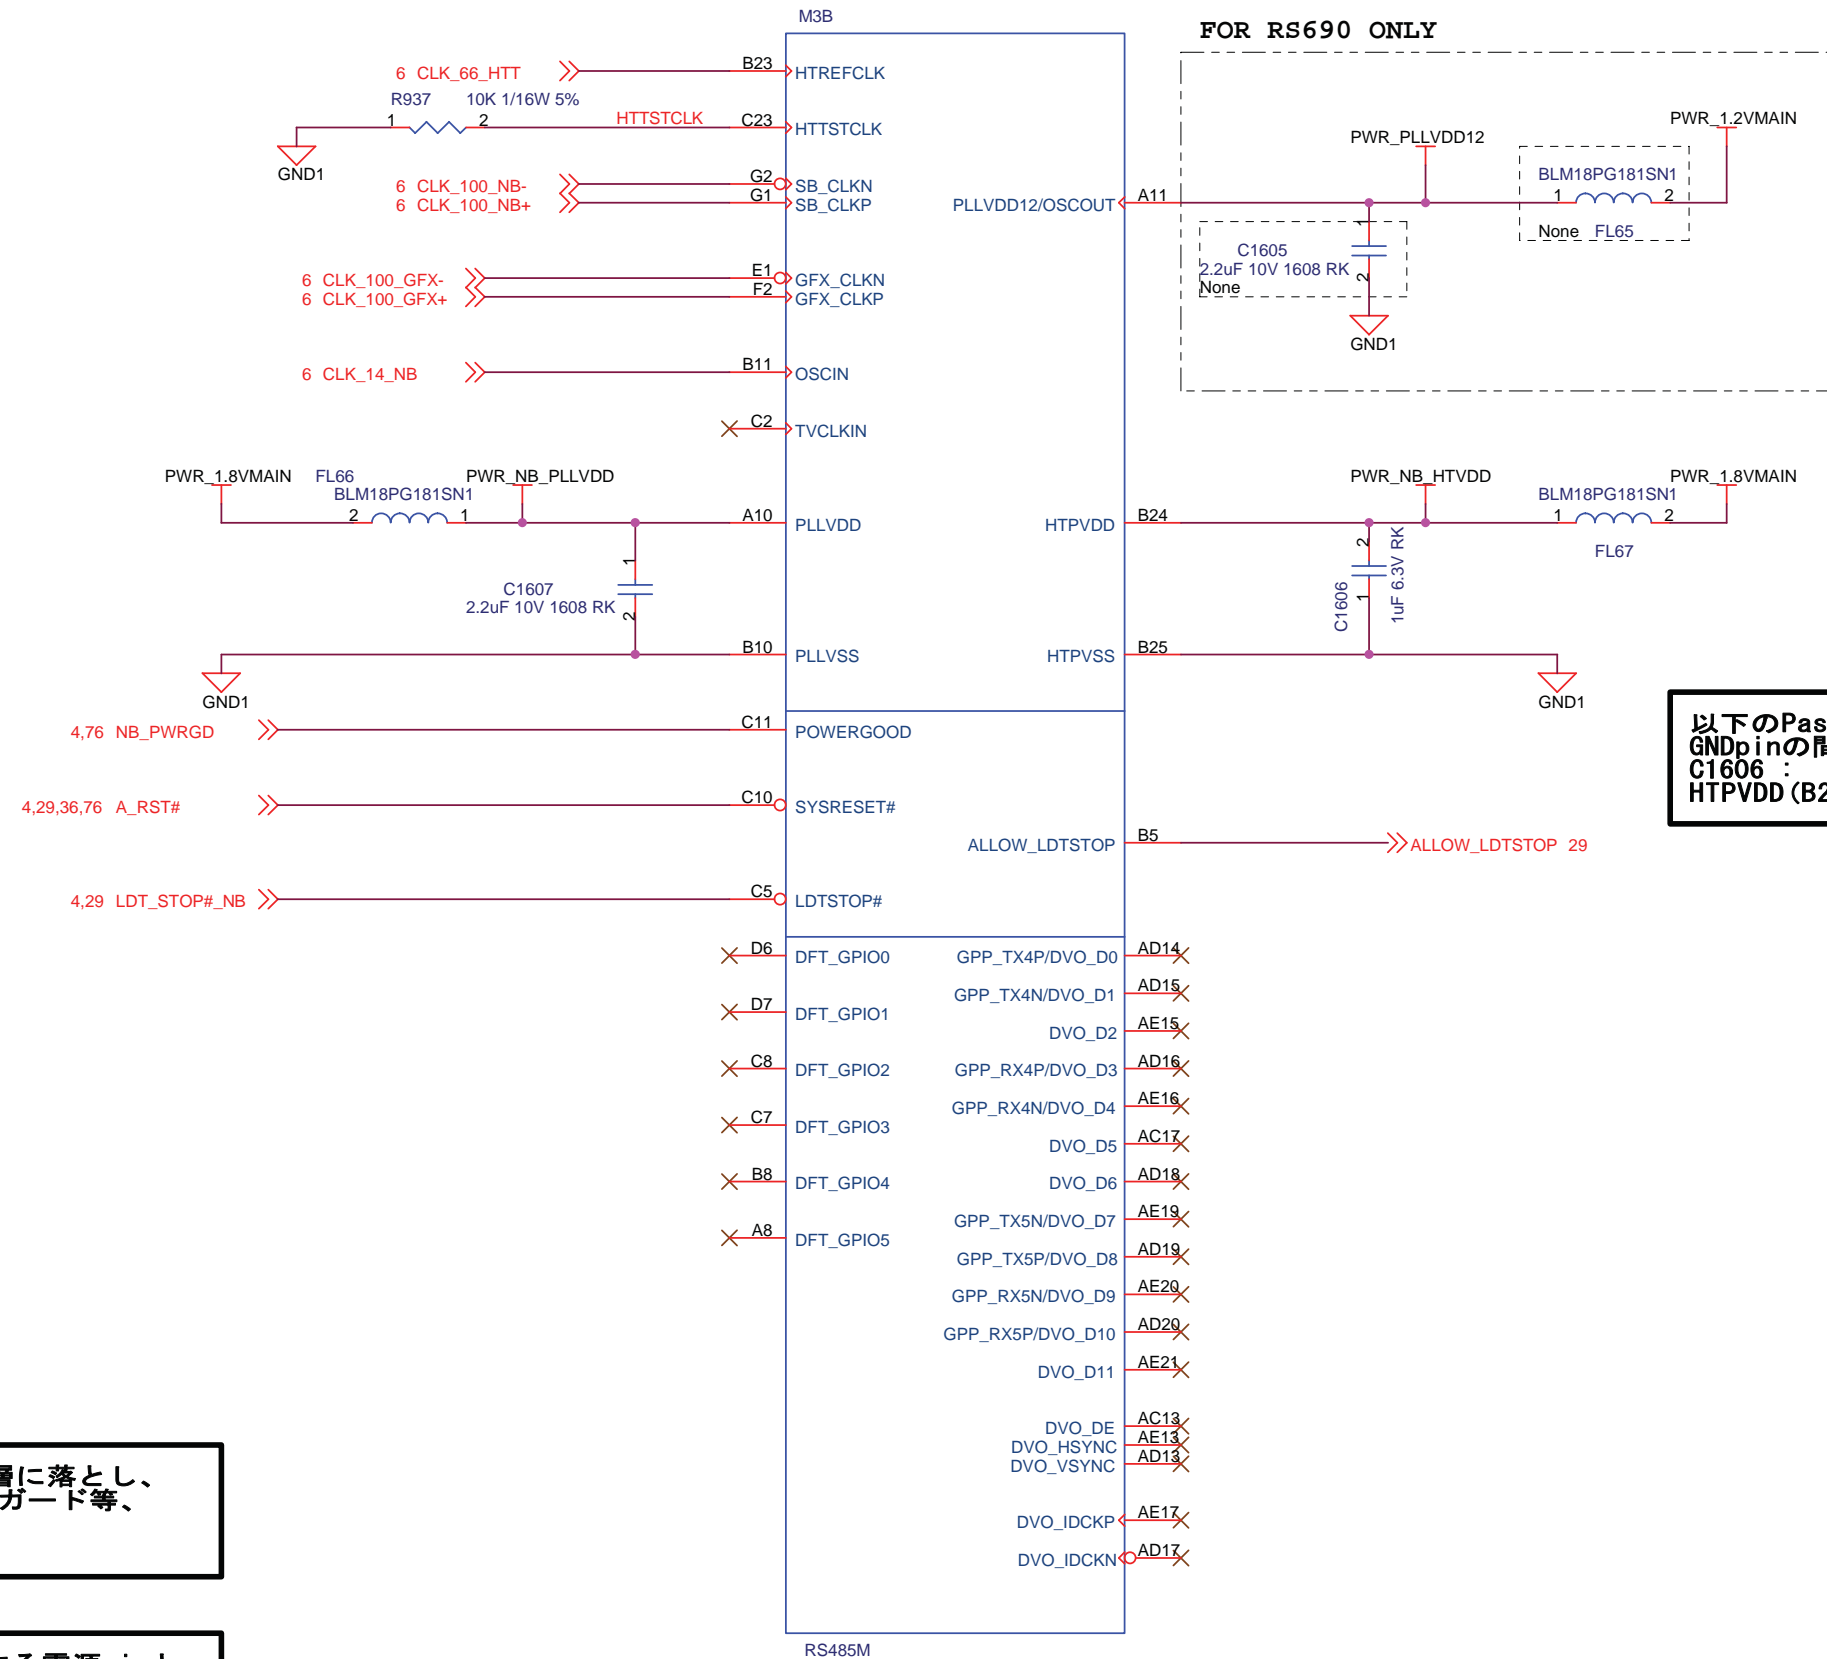 M3B
FOR RS690 ONLY
6 CLK_66_HTT
B23
HTREFCLK
R937 10K 1/16W 5%
1 2
HTTSTCLK
C23
HTTSTCLK
GND1
6 CLK_100_NB-
G2
SB_CLKN
6 CLK_100_NB+
G1
SB_CLKP
6 CLK_100_GFX-
E1
GFX_CLKN
6 CLK_100_GFX+
F2
GFX_CLKP
6 CLK_14_NB
B11
OSCIN
C2
TVCLKIN
PWR_1.8VMAIN
FL66
BLM18PG181SN1
2 1
PWR_NB_PLLVDD
A10
PLLVDD
C1607
2.2uF 10V 1608 RK
1
2
B10
PLLVSS
GND1
4,76 NB_PWRGD
C11
POWERGOOD
4,29,36,76 A_RST#
C10
SYSRESET#
4,29 LDT_STOP#_NB
C5
LDTSTOP#
D6
DFT_GPIO0
D7
DFT_GPIO1
C8
DFT_GPIO2
C7
DFT_GPIO3
B8
DFT_GPIO4
A8
DFT_GPIO5
PLLVDD12/OSCOUT
A11
PWR_PLLVDD12
PWR_1.2VMAIN
BLM18PG181SN1
1 2
None FL65
C1605
2.2uF 10V 1608 RK
None
1
2
GND1
HTPVDD
B24
PWR_NB_HTVDD
PWR_1.8VMAIN
BLM18PG181SN1
1 2
FL67
C1606
1uF 6.3V RK
2
1
HTPVSS
B25
GND1
以下のPas
GNDpinの間
C1606 :
HTPVDD(B2
ALLOW_LDTSTOP
B5
ALLOW_LDTSTOP 29
GPP_TX4P/DVO_D0
AD14
GPP_TX4N/DVO_D1
AD15
DVO_D2
AE15
GPP_RX4P/DVO_D3
AD16
GPP_RX4N/DVO_D4
AE16
DVO_D5
AC17
DVO_D6
AD18
GPP_TX5N/DVO_D7
AE19
GPP_TX5P/DVO_D8
AD19
GPP_RX5N/DVO_D9
AE20
GPP_RX5P/DVO_D10
AD20
DVO_D11
AE21
DVO_DE
AC13
DVO_HSYNC
AE13
DVO_VSYNC
AD13
DVO_IDCKP
AE17
DVO_IDCKN
AD17
層に落とし、
ガード等、
RS485M